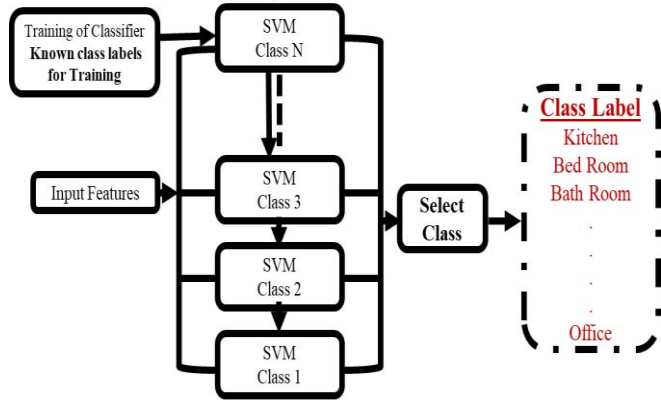 Training of Classifier
Known class labels
for Training
SVM
Class N
Input Features
SVM
Class 3
SVM
Class 2
SVM
Class 1
Select
Class
Class Label
Kitchen
Bed Room
Bath Room
.
.
.
.
Office